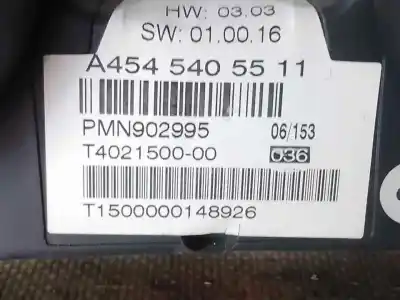 HW: 03.03
SW: 01.00.16
A454 540 55 11
PMN902995 06/153
T4021500-00 036
T1500000148926